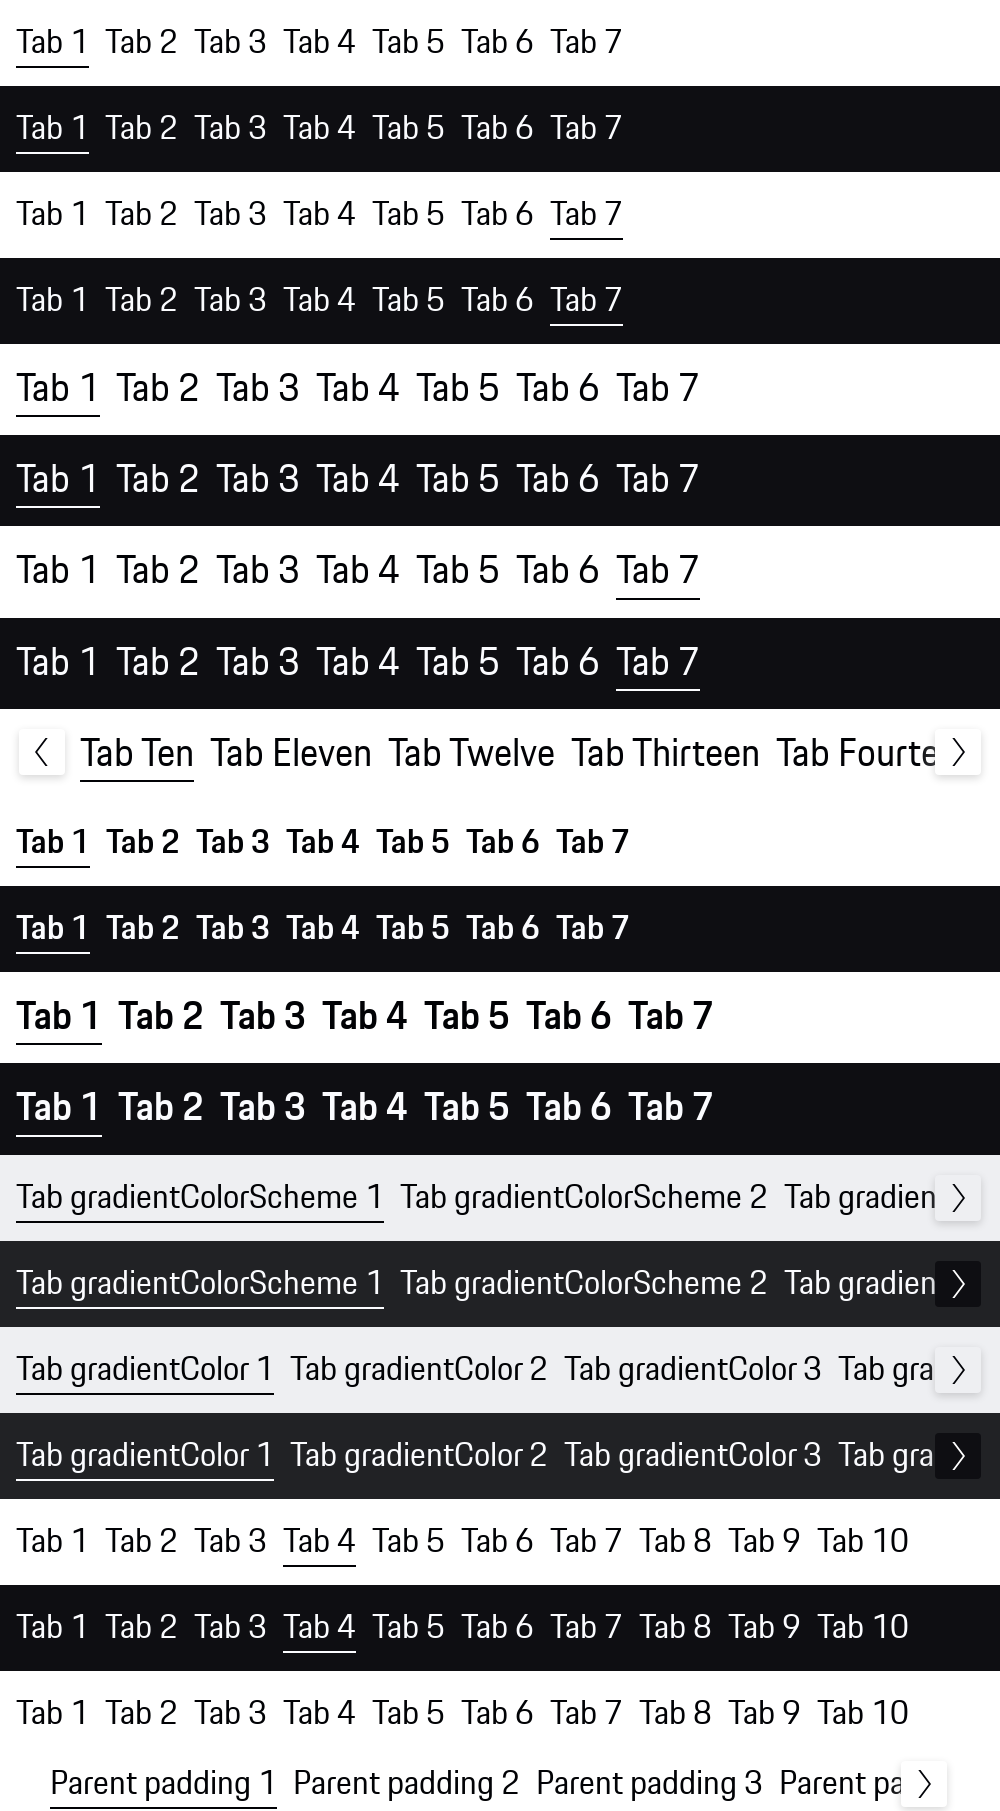 Tab 1 Tab 2 Tab 3 Tab 4 Tab 5 Tab 6 Tab 7
Tab 1 Tab 2 Tab 3 Tab 4 Tab 5 Tab 6 Tab 7
Tab 1 Tab 2 Tab 3 Tab 4 Tab 5 Tab 6 Tab 7
Tab 1 Tab 2 Tab 3 Tab 4 Tab 5 Tab 6 Tab 7
Tab 1 Tab 2 Tab 3 Tab 4 Tab 5 Tab 6 Tab 7
Tab 1 Tab 2 Tab 3 Tab 4 Tab 5 Tab 6 Tab 7
Tab 1 Tab 2 Tab 3 Tab 4 Tab 5 Tab 6 Tab 7
Tab 1 Tab 2 Tab 3 Tab 4 Tab 5 Tab 6 Tab 7
Tab Ten Tab Eleven Tab Twelve Tab Thirteen Tab Fourte
Tab 1 Tab 2 Tab 3 Tab 4 Tab 5 Tab 6 Tab 7
Tab 1 Tab 2 Tab 3 Tab 4 Tab 5 Tab 6 Tab 7
Tab 1 Tab 2 Tab 3 Tab 4 Tab 5 Tab 6 Tab 7
Tab 1 Tab 2 Tab 3 Tab 4 Tab 5 Tab 6 Tab 7
Tab gradientColorScheme 1 Tab gradientColorScheme 2 Tab gradien
Tab gradientColorScheme 1 Tab gradientColorScheme 2 Tab gradien
Tab gradientColor 1 Tab gradientColor 2 Tab gradientColor 3 Tab gra
Tab gradientColor 1 Tab gradientColor 2 Tab gradientColor 3 Tab gra
Tab 1 Tab 2 Tab 3 Tab 4 Tab 5 Tab 6 Tab 7 Tab 8 Tab 9 Tab 10
Tab 1 Tab 2 Tab 3 Tab 4 Tab 5 Tab 6 Tab 7 Tab 8 Tab 9 Tab 10
Tab 1 Tab 2 Tab 3 Tab 4 Tab 5 Tab 6 Tab 7 Tab 8 Tab 9 Tab 10
Parent padding 1 Parent padding 2 Parent padding 3 Parent pa